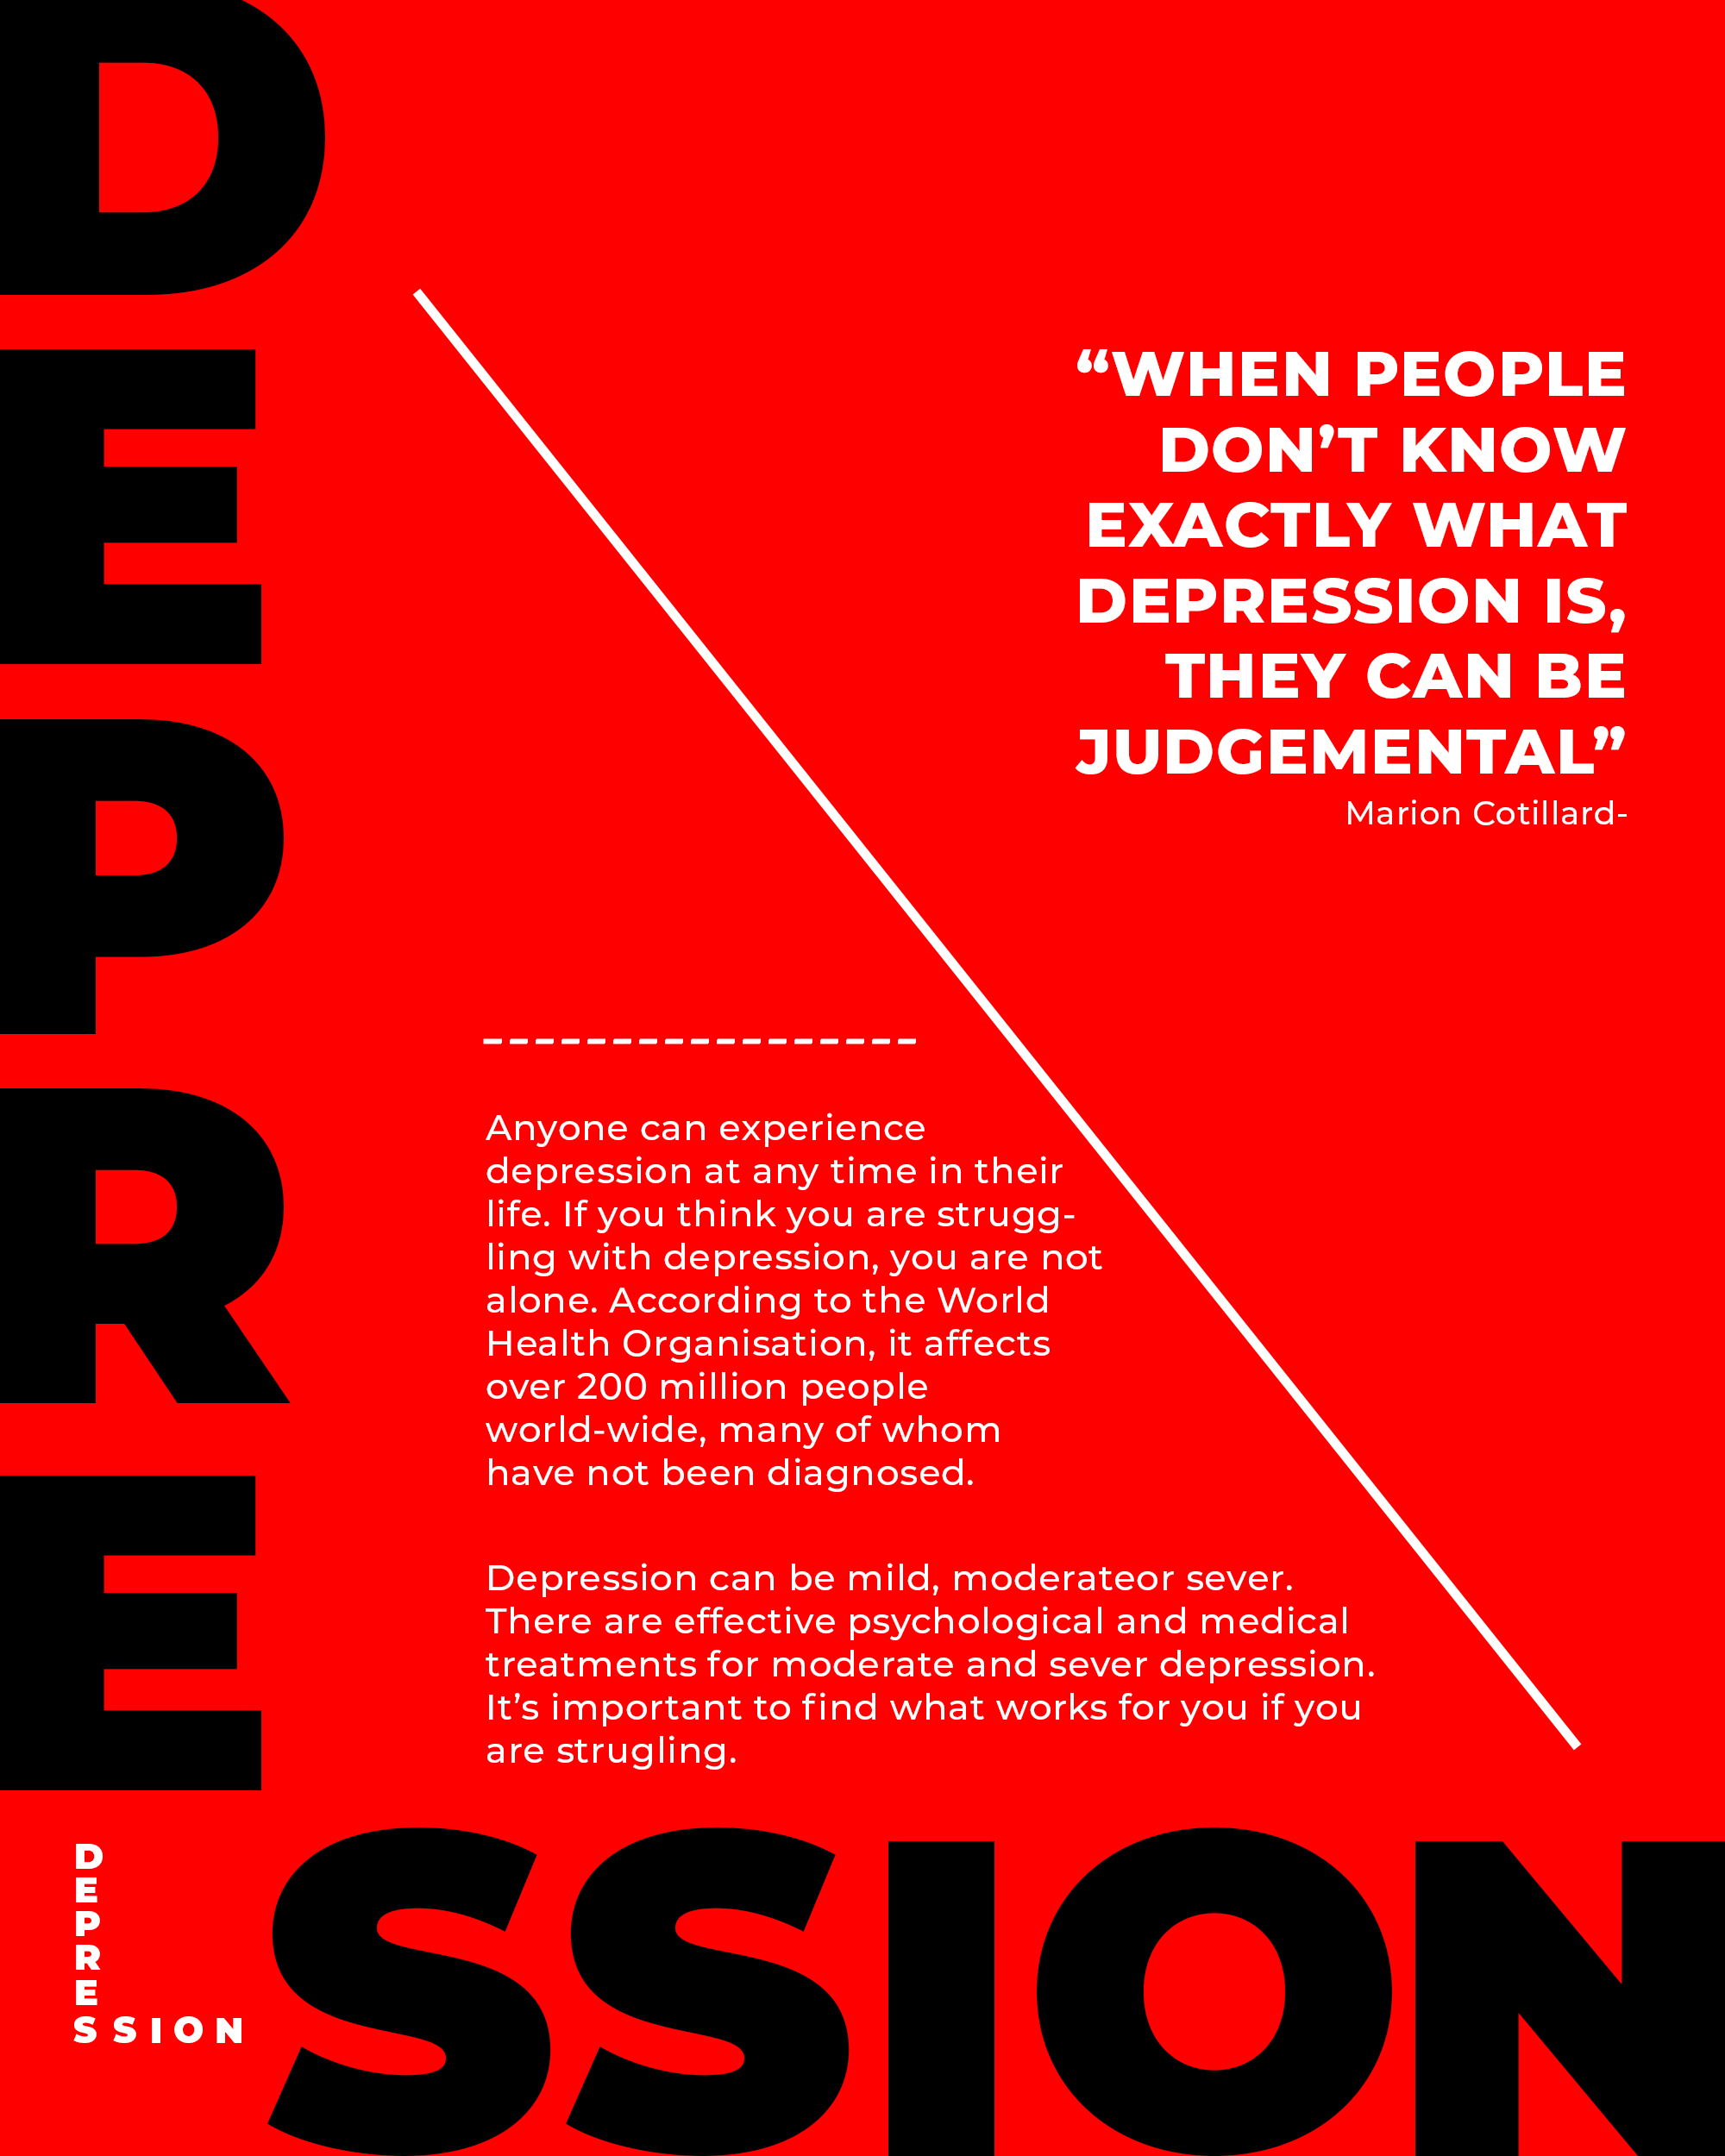 D
E
P
R
E
SSION
“WHEN PEOPLE
DON’T KNOW
EXACTLY WHAT
DEPRESSION IS,
THEY CAN BE
JUDGEMENTAL”
Marion Cotillard-
Anyone can experience
depression at any time in their
life. If you think you are strugg-
ling with depression, you are not
alone. According to the World
Health Organisation, it affects
over 200 million people
world-wide, many of whom
have not been diagnosed.
Depression can be mild, moderateor sever.
There are effective psychological and medical
treatments for moderate and sever depression.
It’s important to find what works for you if you
are strugling.
D
E
P
R
E
SSION